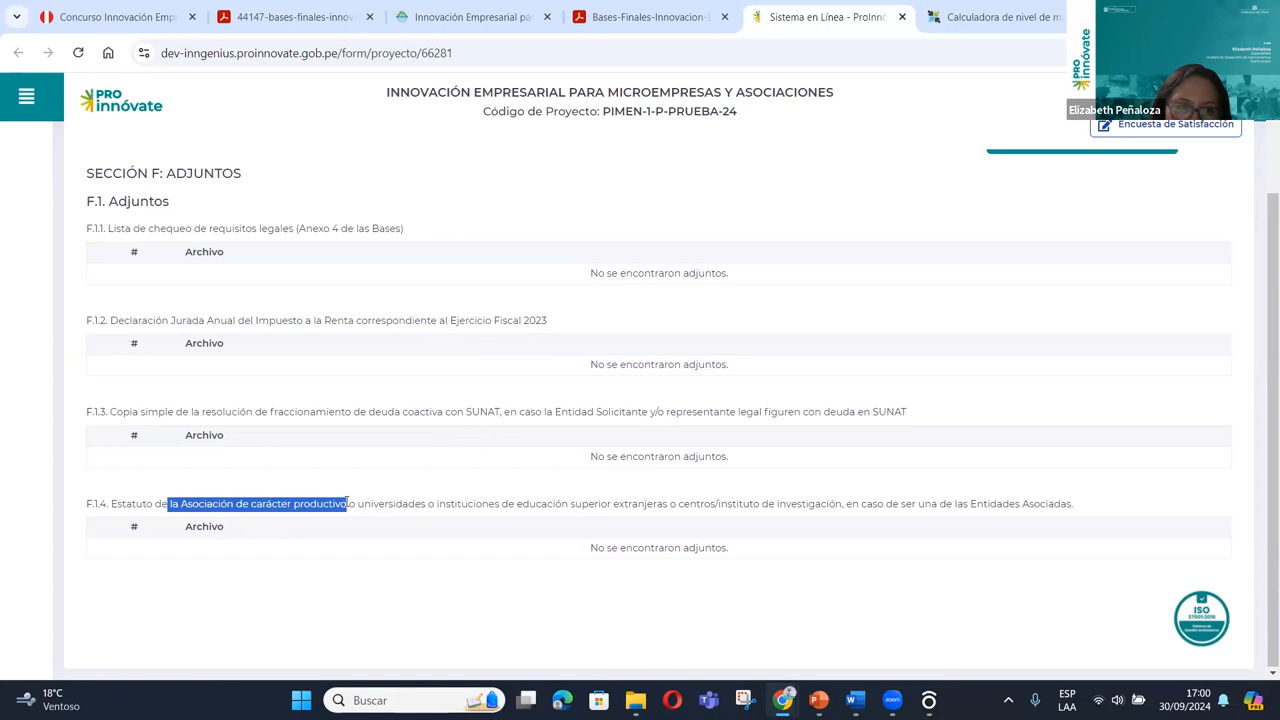 Concurso Innovación Emp
44147-bases-finales-innov
Innovación Empresarial pa
Bases-Finales-Innovacion-
Sistema en Línea - ProInno
Calculadora de nivel de m
dev-inngenius.proinnovate.gob.pe/form/proyecto/66281
PRO
innóvate
INNOVACIÓN EMPRESARIAL PARA MICROEMPRESAS Y ASOCIACIONES
Código de Proyecto: PIMEN-1-P-PRUEBA-24
PRO
innóvate
Elizabeth Peñaloza
Elizabeth Peñaloza
Encuesta de Satisfacción
SECCIÓN F: ADJUNTOS
F.1. Adjuntos
F.1.1. Lista de chequeo de requisitos legales (Anexo 4 de las Bases)
# Archivo
No se encontraron adjuntos.
F.1.2. Declaración Jurada Anual del Impuesto a la Renta correspondiente al Ejercicio Fiscal 2023
# Archivo
No se encontraron adjuntos.
F.1.3. Copia simple de la resolución de fraccionamiento de deuda coactiva con SUNAT, en caso la Entidad Solicitante y/o representante legal figuren con deuda en SUNAT
# Archivo
No se encontraron adjuntos.
F.1.4. Estatuto de la Asociación de carácter productivo o universidades o instituciones de educación superior extranjeras o centros/instituto de investigación, en caso de ser una de las Entidades Asociadas.
# Archivo
No se encontraron adjuntos.
ISO
18°C
Ventoso
Buscar
ESP
LAA
17:00
30/09/2024